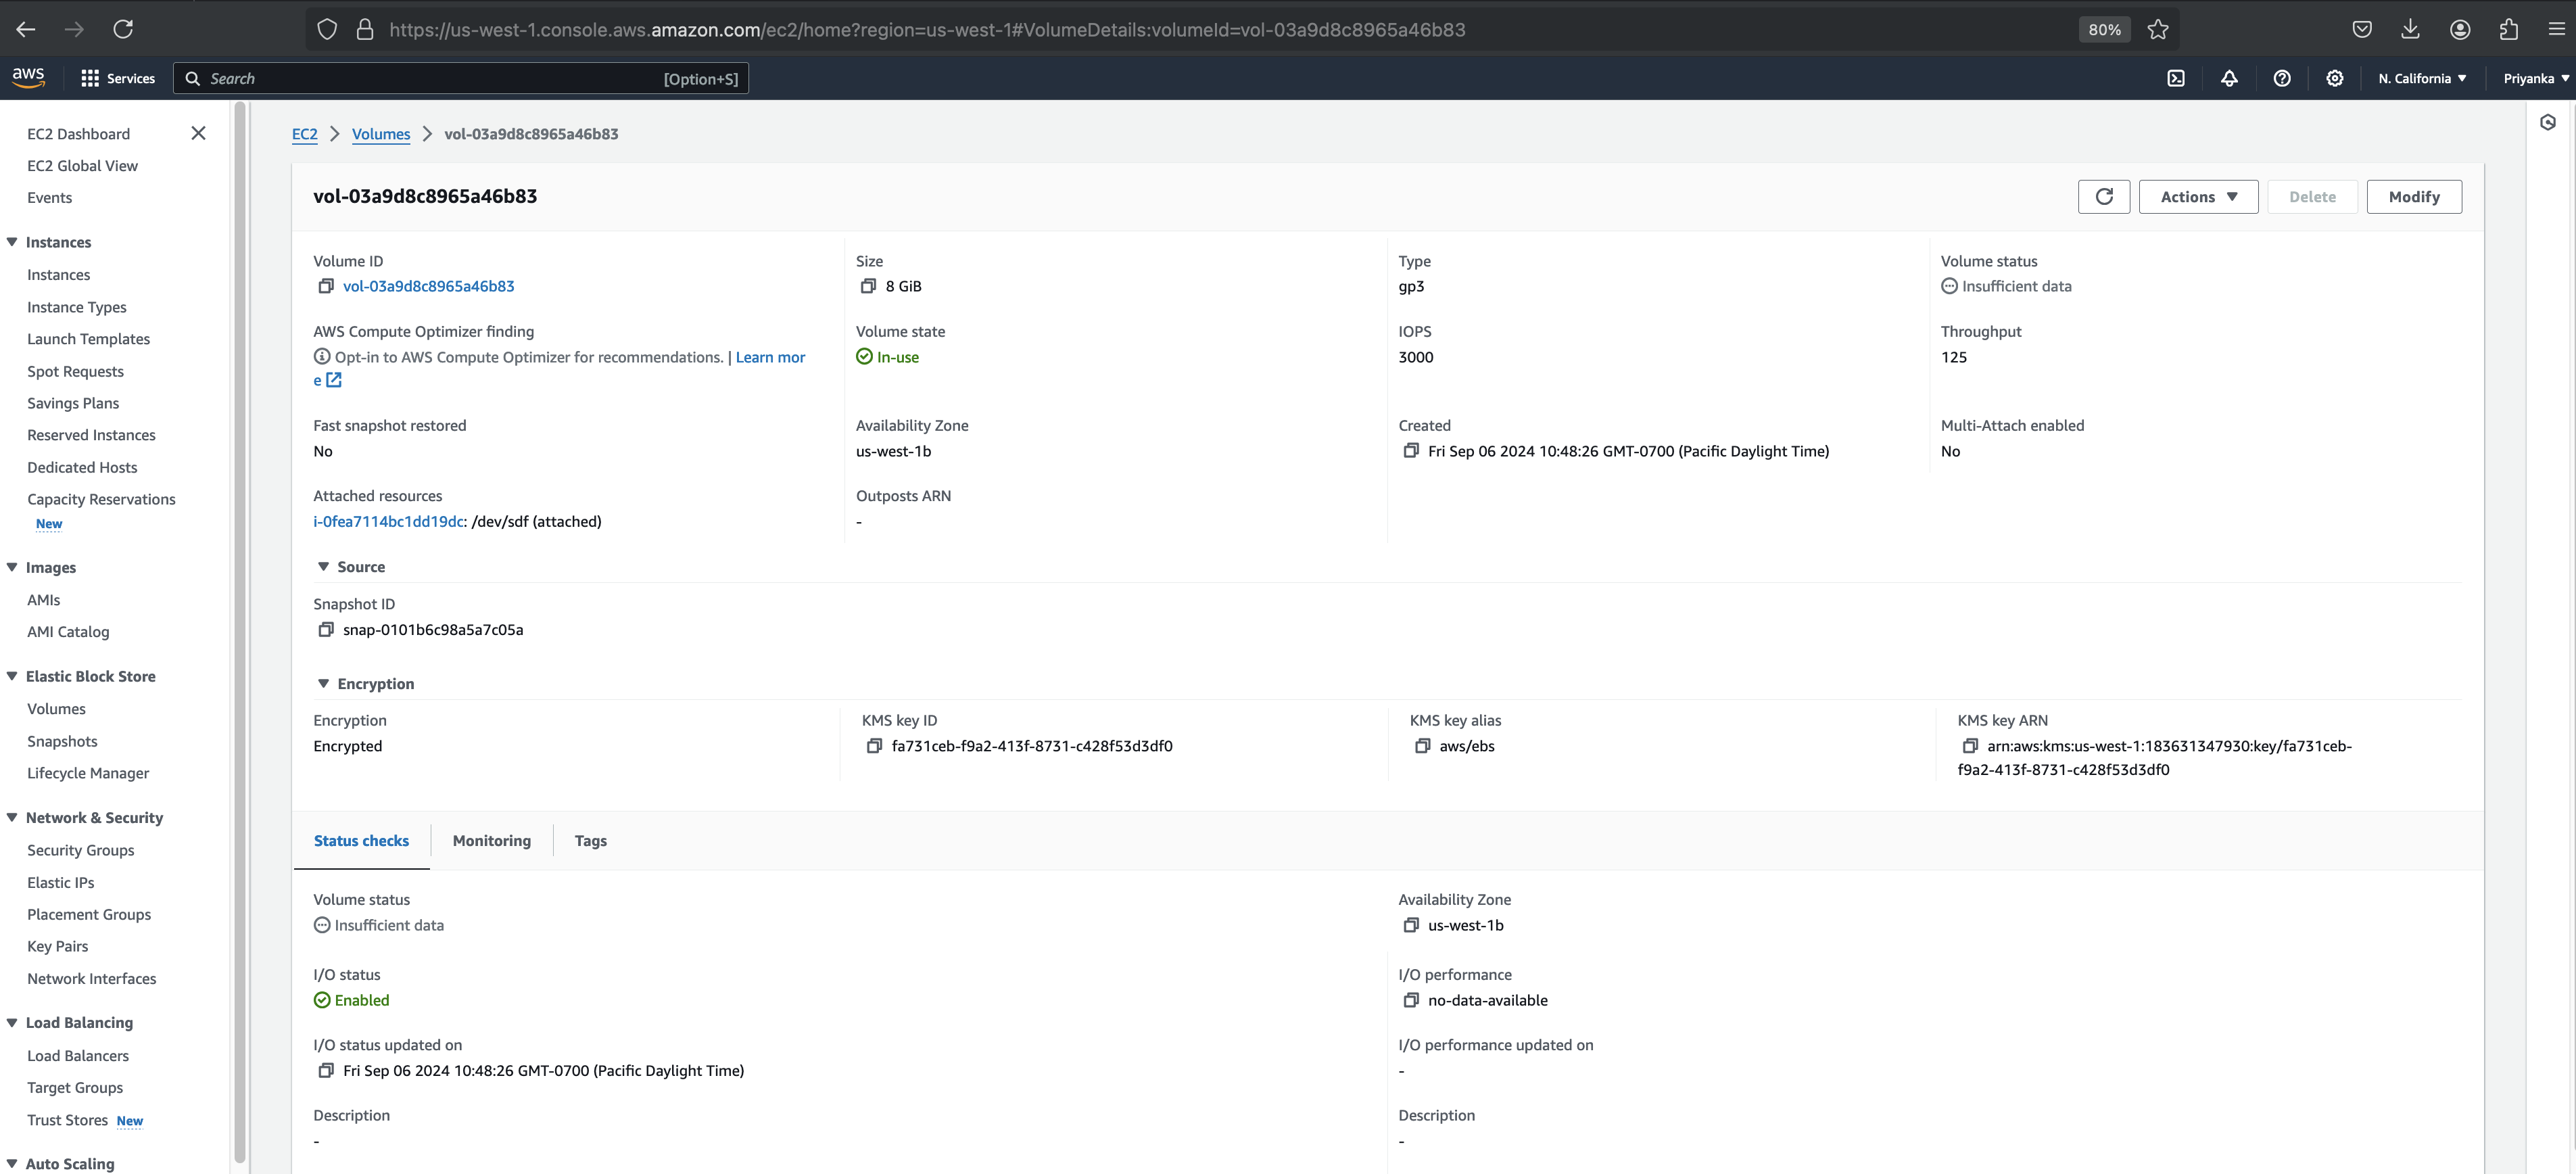 https://us-west-1.console.aws.amazon.com/ec2/home?region=us-west-1#VolumeDetails:volumeId=vol-03a9d8c8965a46b83
80%
aws
Services
Search
[Option+S]
N. California
Priyanka
EC2 Dashboard
EC2 Global View
Events
Instances
Instances
Instance Types
Launch Templates
Spot Requests
Savings Plans
Reserved Instances
Dedicated Hosts
Capacity Reservations
New
Images
AMIs
AMI Catalog
Elastic Block Store
Volumes
Snapshots
Lifecycle Manager
Network & Security
Security Groups
Elastic IPs
Placement Groups
Key Pairs
Network Interfaces
Load Balancing
Load Balancers
Target Groups
Trust Stores New
Auto Scaling
EC2 > Volumes > vol-03a9d8c8965a46b83
vol-03a9d8c8965a46b83
Actions
Delete
Modify
Volume ID
vol-03a9d8c8965a46b83
Size
8 GiB
Type
gp3
Volume status
Insufficient data
AWS Compute Optimizer finding
Opt-in to AWS Compute Optimizer for recommendations. | Learn mor
e
Volume state
In-use
IOPS
3000
Throughput
125
Fast snapshot restored
No
Availability Zone
us-west-1b
Created
Fri Sep 06 2024 10:48:26 GMT-0700 (Pacific Daylight Time)
Multi-Attach enabled
No
Attached resources
i-0fea7114bc1dd19dc: /dev/sdf (attached)
Outposts ARN
-
Source
Snapshot ID
snap-0101b6c98a5a7c05a
Encryption
Encryption
Encrypted
KMS key ID
fa731ceb-f9a2-413f-8731-c428f53d3df0
KMS key alias
aws/ebs
KMS key ARN
arn:aws:kms:us-west-1:183631347930:key/fa731ceb-
f9a2-413f-8731-c428f53d3df0
Status checks
Monitoring
Tags
Volume status
Insufficient data
Availability Zone
us-west-1b
I/O status
Enabled
I/O performance
no-data-available
I/O status updated on
Fri Sep 06 2024 10:48:26 GMT-0700 (Pacific Daylight Time)
I/O performance updated on
-
Description
-
Description
-